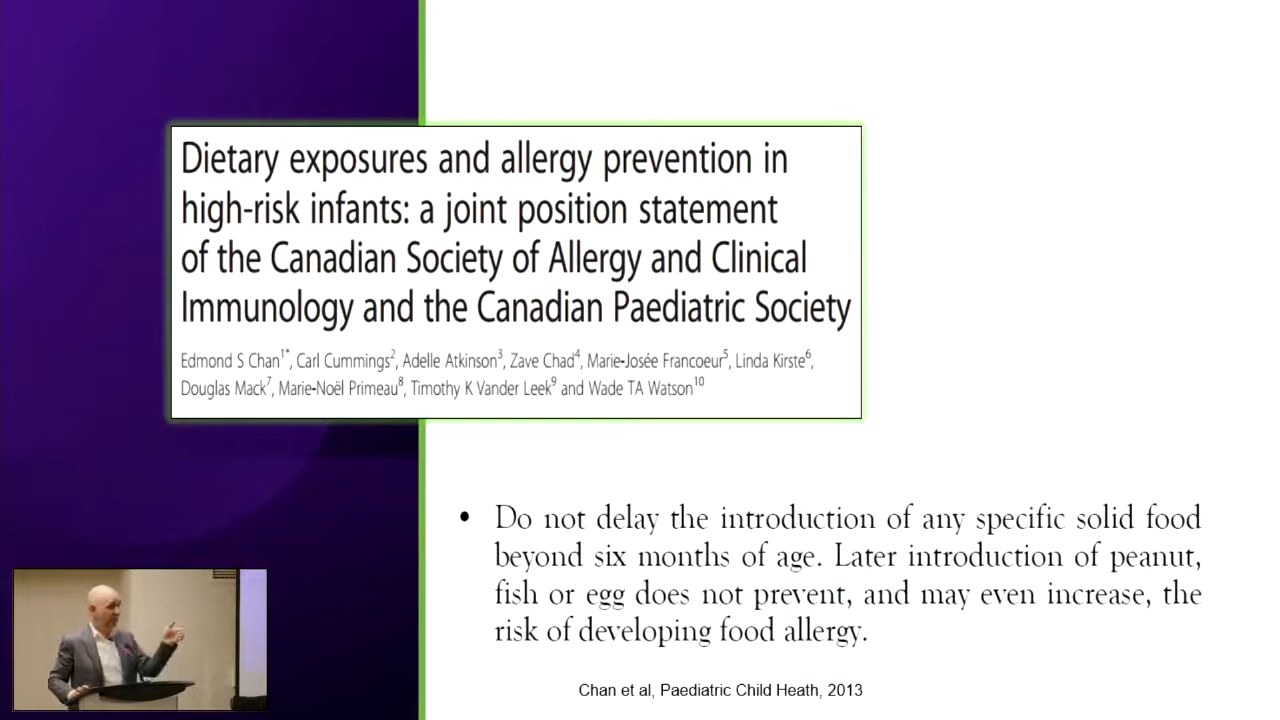 Dietary exposures and allergy prevention in
high-risk infants: a joint position statement
of the Canadian Society of Allergy and Clinical
Immunology and the Canadian Paediatric Society
Edmond S Chan1*, Carl Cummings2, Adelle Atkinson3, Zave Chad4, Marie-Josée Francoeur5, Linda Kirste6,
Douglas Mack7, Marie-Noël Primeau8, Timothy K Vander Leek9 and Wade TA Watson10
• Do not delay the introduction of any specific solid food
beyond six months of age. Later introduction of peanut,
fish or egg does not prevent, and may even increase, the
risk of developing food allergy.
Chan et al, Paediatric Child Heath, 2013